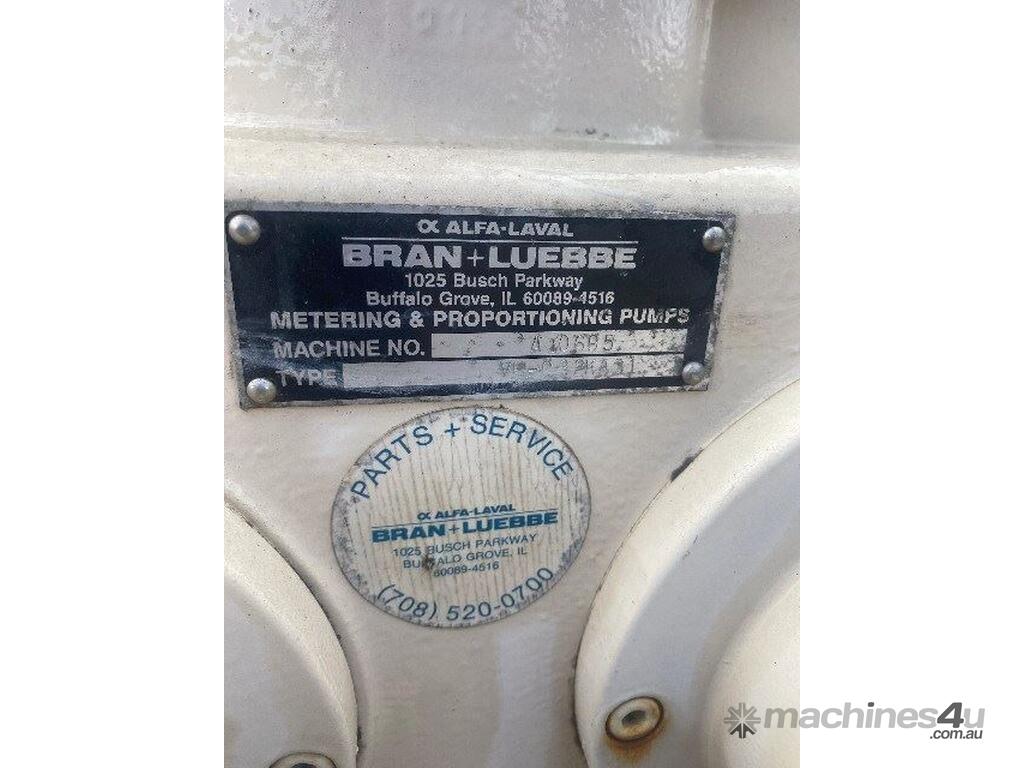 α ALFA-LAVAL
BRAN+LUEBBE
1025 Busch Parkway
Buffalo Grove, IL 60089-4516
METERING & PROPORTIONING PUMPS
MACHINE NO.
TYPE
PARTS + SERVICE
α ALFA-LAVAL
BRAN+LUEBBE
1025 BUSCH PARKWAY
BUFFALO GROVE, IL
60089-4516
(708) 520-0700
machines4u
.com.au